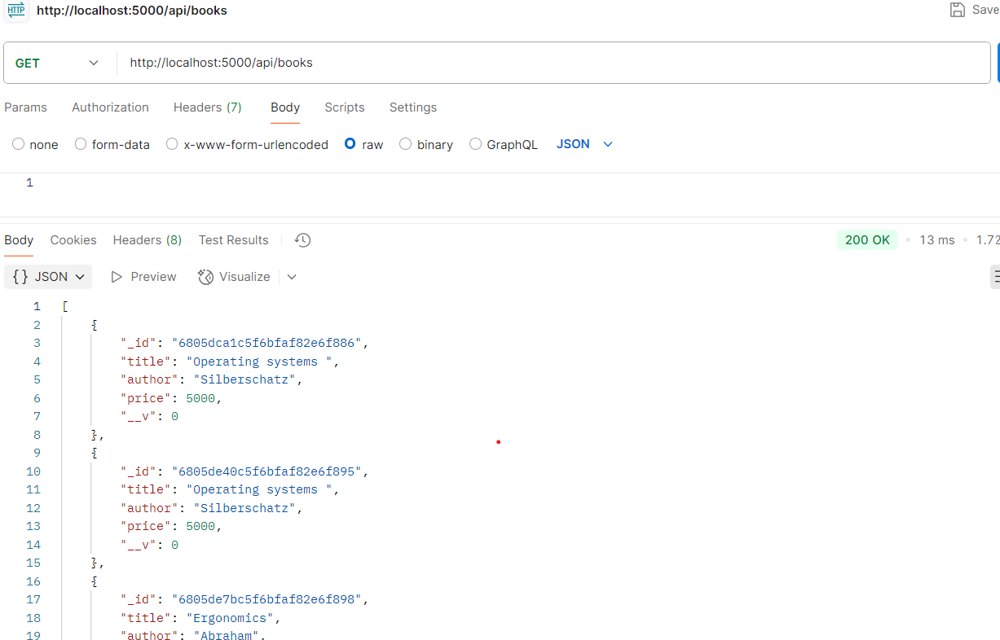 HTTP http://localhost:5000/api/books Save
GET http://localhost:5000/api/books
Params Authorization Headers (7) Body Scripts Settings
none form-data x-www-form-urlencoded raw binary GraphQL JSON
1
Body Cookies Headers (8) Test Results 200 OK 13 ms 1.72
{} JSON Preview Visualize
1 [
2 {
3 "_id": "6805dca1c5f6bfaf82e6f886",
4 "title": "Operating systems ",
5 "author": "Silberschatz",
6 "price": 5000,
7 "__v": 0
8 },
9 {
10 "_id": "6805de40c5f6bfaf82e6f895",
11 "title": "Operating systems ",
12 "author": "Silberschatz",
13 "price": 5000,
14 "__v": 0
15 },
16 {
17 "_id": "6805de7bc5f6bfaf82e6f898",
18 "title": "Ergonomics",
19 "author": "Abraham",